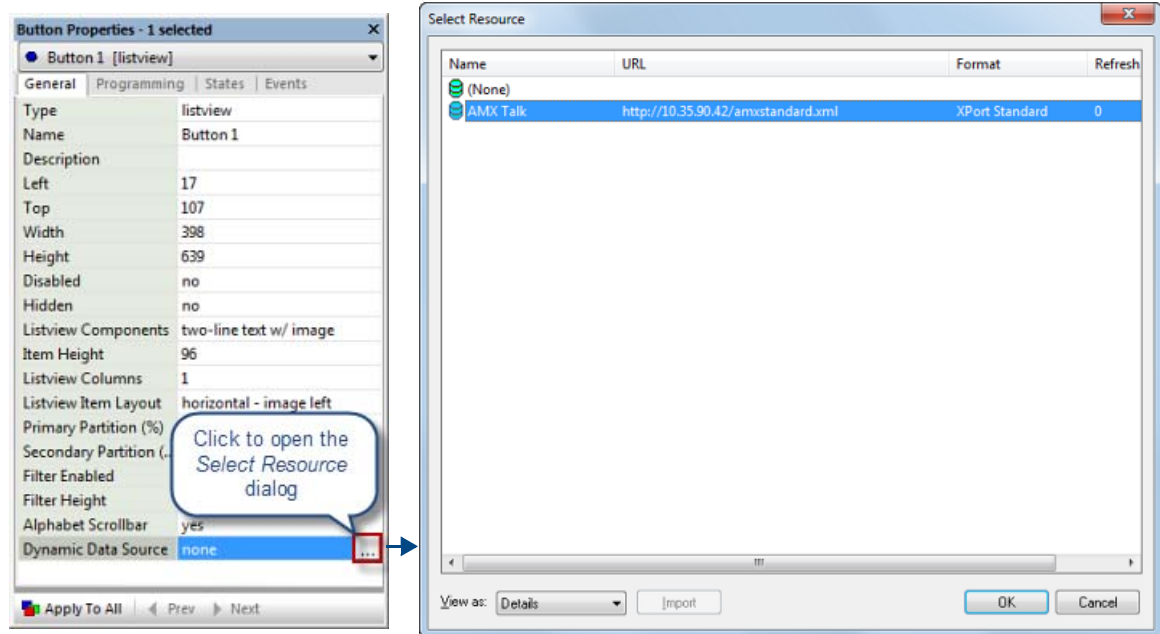 Button Properties - 1 selected
Button 1 [listview]
General Programming States Events
Type listview
Name Button 1
Description
Left 17
Top 107
Width 398
Height 639
Disabled no
Hidden no
Listview Components two-line text w/ image
Item Height 96
Listview Columns 1
Listview Item Layout horizontal - image left
Primary Partition (%)
Secondary Partition (..
Filter Enabled
Filter Height
Alphabet Scrollbar yes
Dynamic Data Source none ...
Click to open the
Select Resource
dialog
Apply To All Prev Next
Select Resource
Name URL Format Refresh
(None)
AMX Talk http://10.35.90.42/amxstandard.xml XPort Standard 0
View as: Details Import OK Cancel